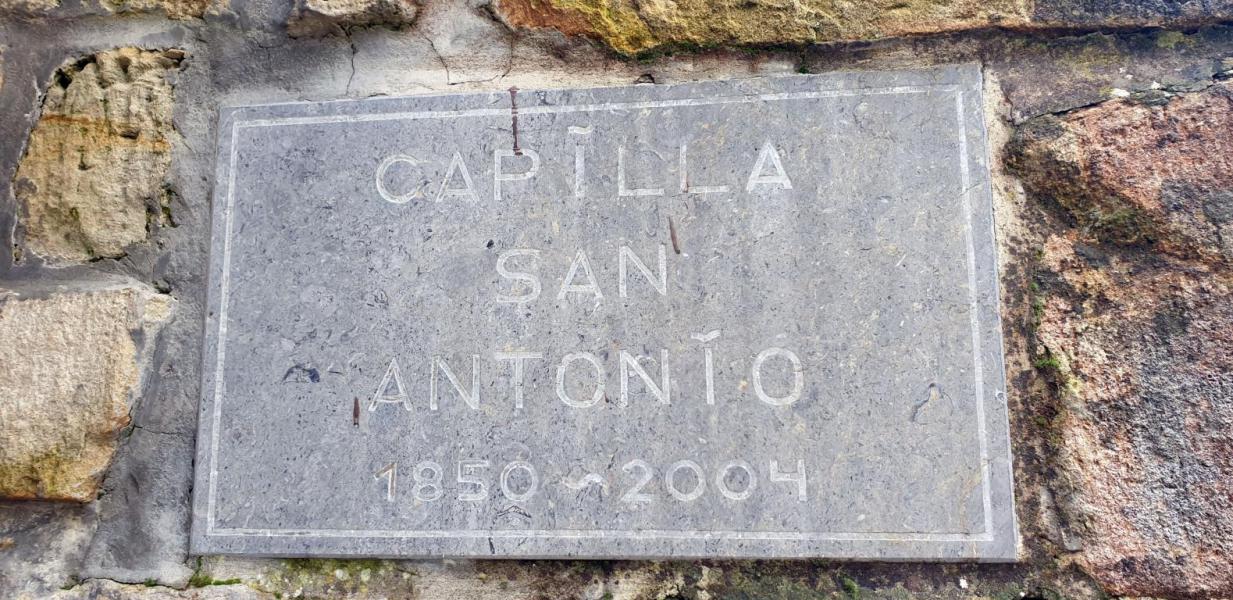 CAPILLA
SAN
ANTONIO
1850~2004